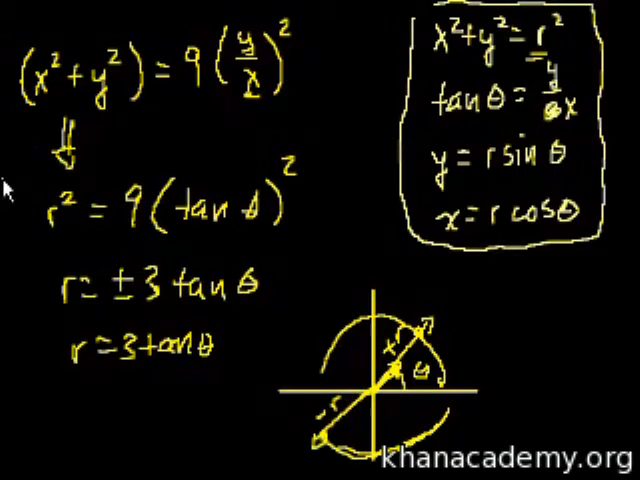 (x² + y²) = 9 (y/x)²
r² = 9 (tan θ)²
r = ± 3 tan θ
r = 3 tan θ
x² + y² = r²
tan θ = y/x
y = r sin θ
x = r cos θ
r
θ
-r
khanacademy.org